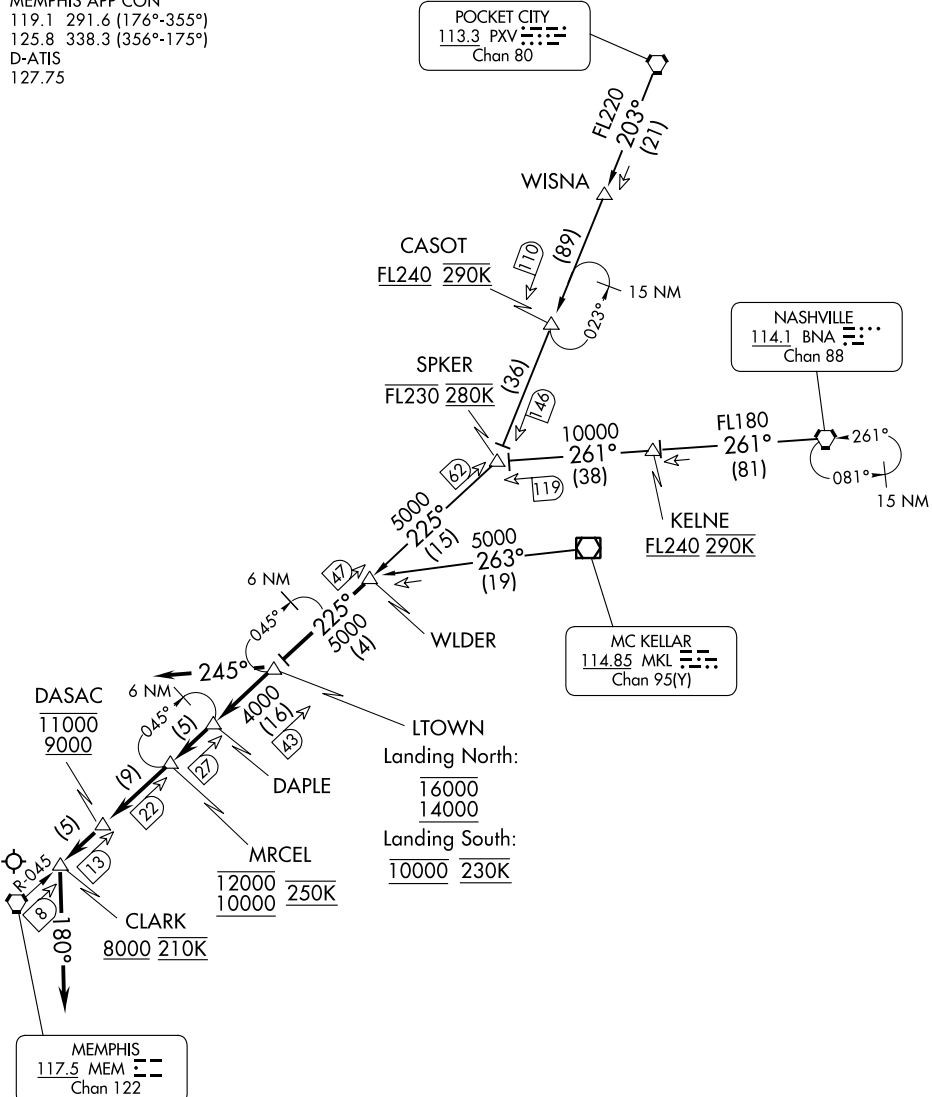 MEMPHIS APP CON
119.1 291.6 (176°-355°)
125.8 338.3 (356°-175°)
D-ATIS
127.75
POCKET CITY
113.3 PXV
Chan 80
FL220
203°
(21)
WISNA
(89)
CASOT
FL240 290K
110
15 NM
023°
NASHVILLE
114.1 BNA
Chan 88
SPKER
FL230 280K
(36)
146
10000
261°
(38)
FL180
261°
(81)
261°
081°
15 NM
62
119
KELNE
FL240 290K
5000
225°
(15)
5000
263°
(19)
47
6 NM
045°
225°
5000
(4)
WLDER
MC KELLAR
114.85 MKL
Chan 95(Y)
245°
DASAC
11000
9000
6 NM
045°
(5)
4000
(16)
43
LTOWN
Landing North:
16000
14000
Landing South:
10000 230K
27
DAPLE
(9)
22
MRCEL
12000
10000
250K
(5)
13
R-045
8
CLARK
8000 210K
180°
MEMPHIS
117.5 MEM
Chan 122